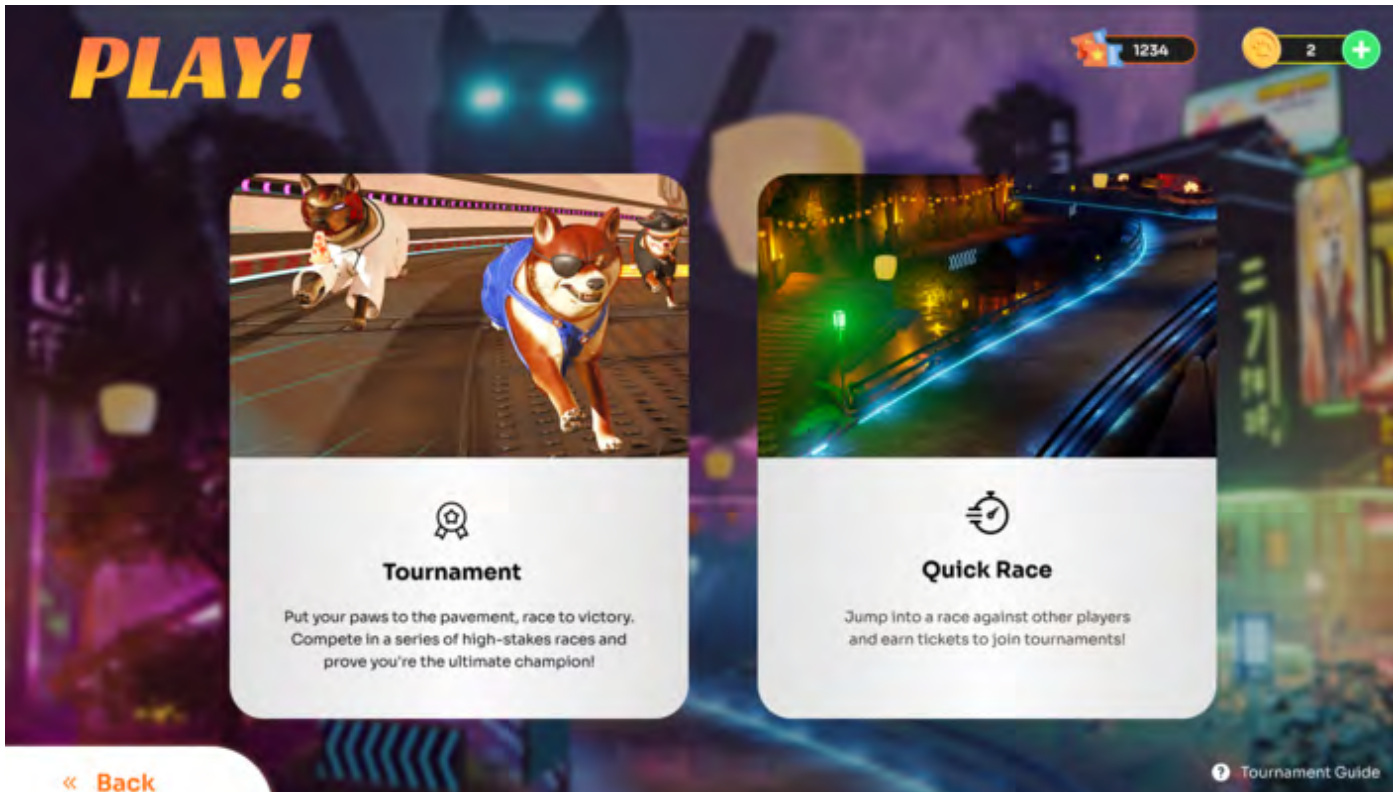 PLAY!
1234
2
Tournament
Put your paws to the pavement, race to victory.
Compete in a series of high-stakes races and
prove you're the ultimate champion!
Quick Race
Jump into a race against other players
and earn tickets to join tournaments!
« Back
Tournament Guide